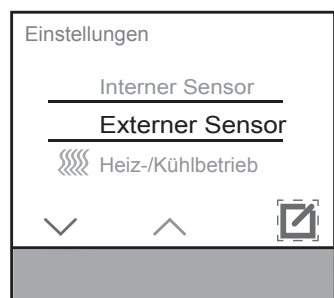 Einstellungen
Interner Sensor
Externer Sensor
Heiz-/Kühlbetrieb